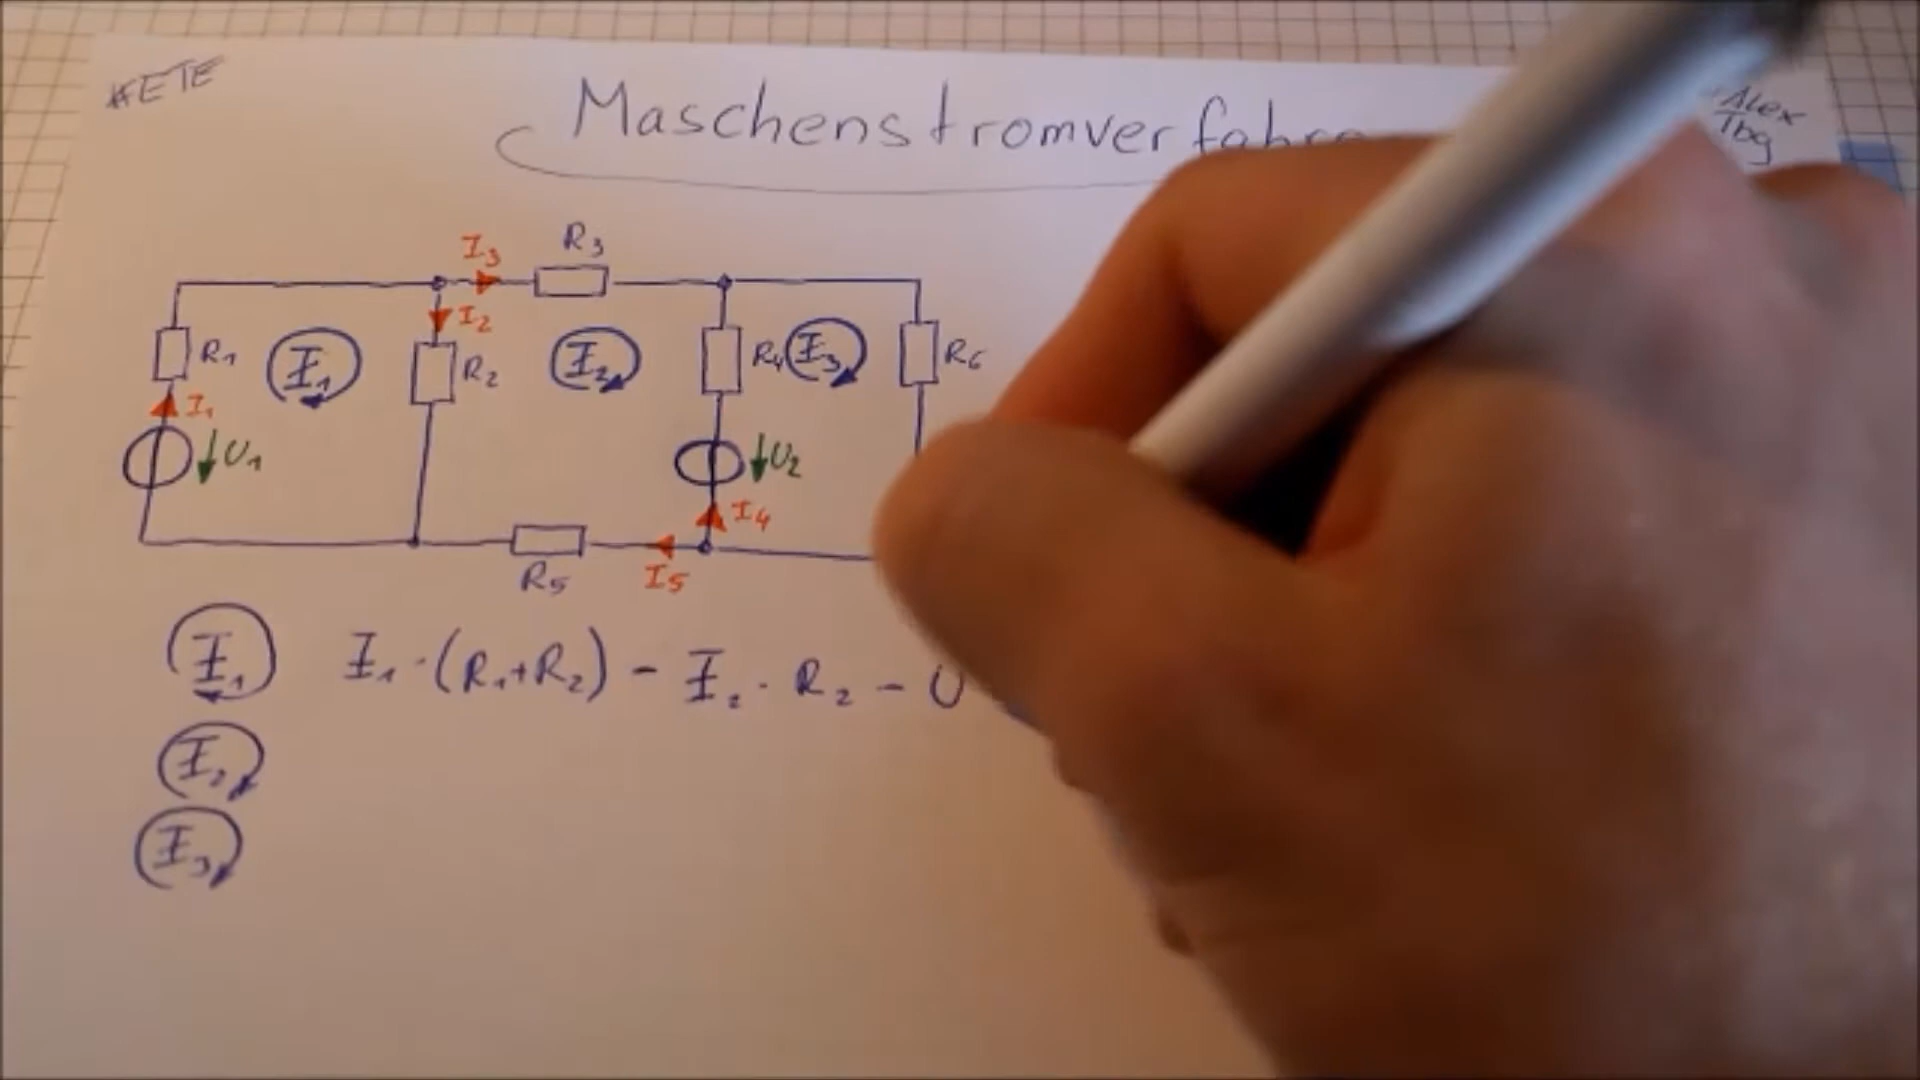 #FETE
Maschenstromverfahre
Alex
Tbg
I3
R3
I2
R1
I1
R2
I2
R4
I3
R6
I1
U1
U2
I4
R5
I5
I1 I1 · (R1+R2) - I2 · R2 - U
I2
I3